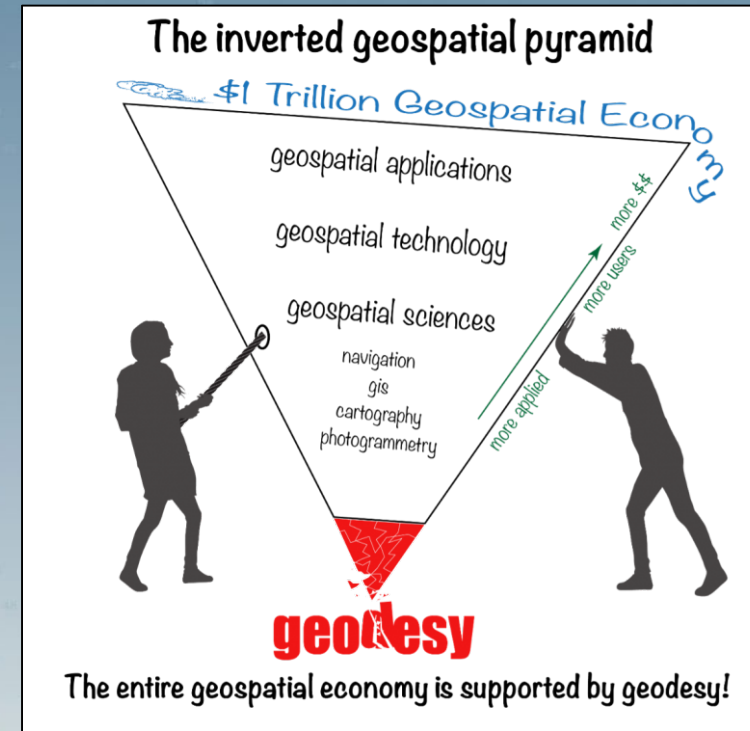 The inverted geospatial pyramid
$1 Trillion Geospatial Economy
geospatial applications
geospatial technology
geospatial sciences
navigation
gis
cartography
photogrammetry
more $$
more users
more applied
geodesy
The entire geospatial economy is supported by geodesy!